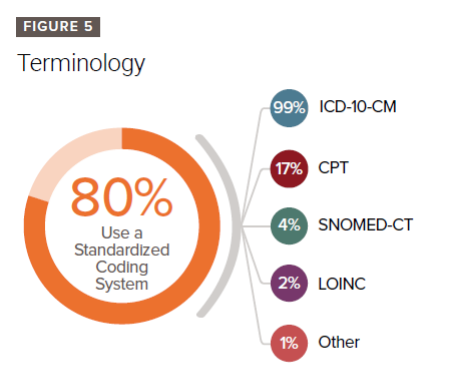 FIGURE 5
Terminology
80%
Use a
Standardized
Coding
System
99% ICD-10-CM
17% CPT
4% SNOMED-CT
2% LOINC
1% Other